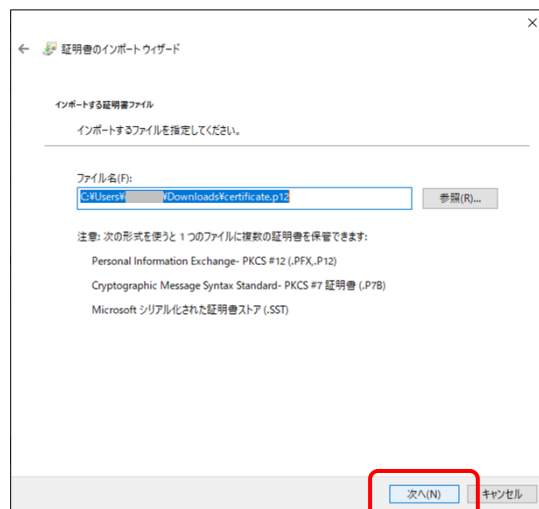 証明書のインポート ウィザード
インポートする証明書ファイル
インポートするファイルを指定してください。
ファイル名(F):
C:¥Users¥ ¥Downloads¥certificate.p12
参照(R)...
注意: 次の形式を使うと 1 つのファイルに複数の証明書を保管できます:
Personal Information Exchange- PKCS #12 (.PFX,.P12)
Cryptographic Message Syntax Standard- PKCS #7 証明書 (.P7B)
Microsoft シリアル化された証明書ストア (.SST)
次へ(N)
キャンセル